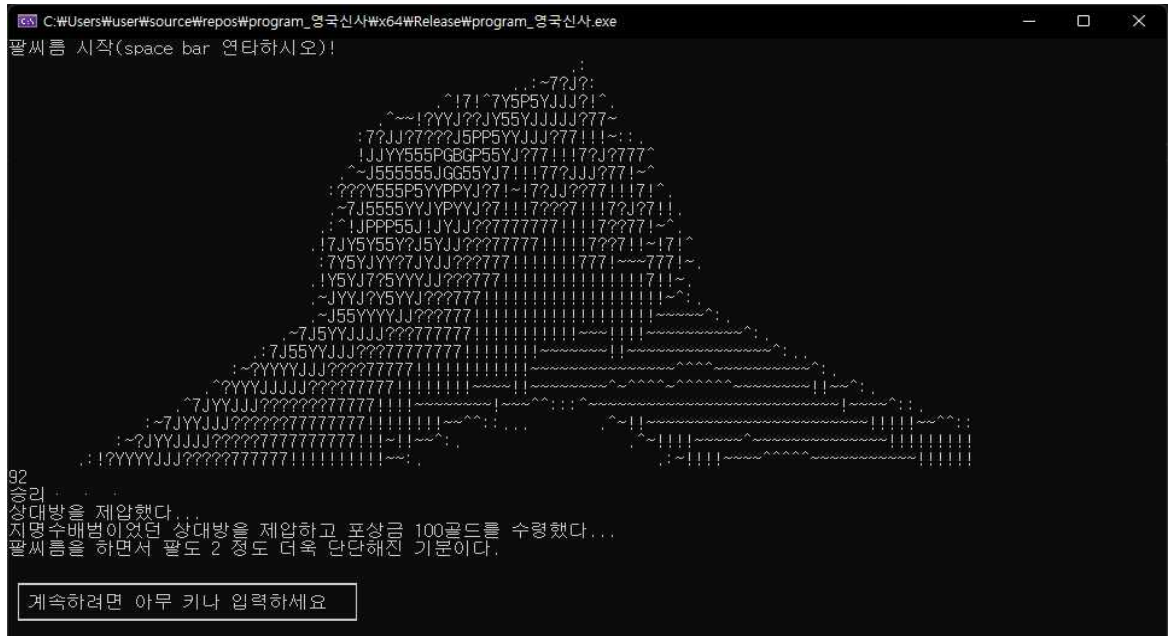 C:₩Users₩user₩source₩repos₩program_영국신사₩x64₩Release₩program_영국신사.exe
팔씨름 시작(space bar 연타하시오)!
92
승리 . . .
상대방을 제압했다...
지명수배범이었던 상대방을 제압하고 포상금 100골드를 수령했다...
팔씨름을 하면서 팔도 2 정도 더욱 단단해진 기분이다.
계속하려면 아무 키나 입력하세요